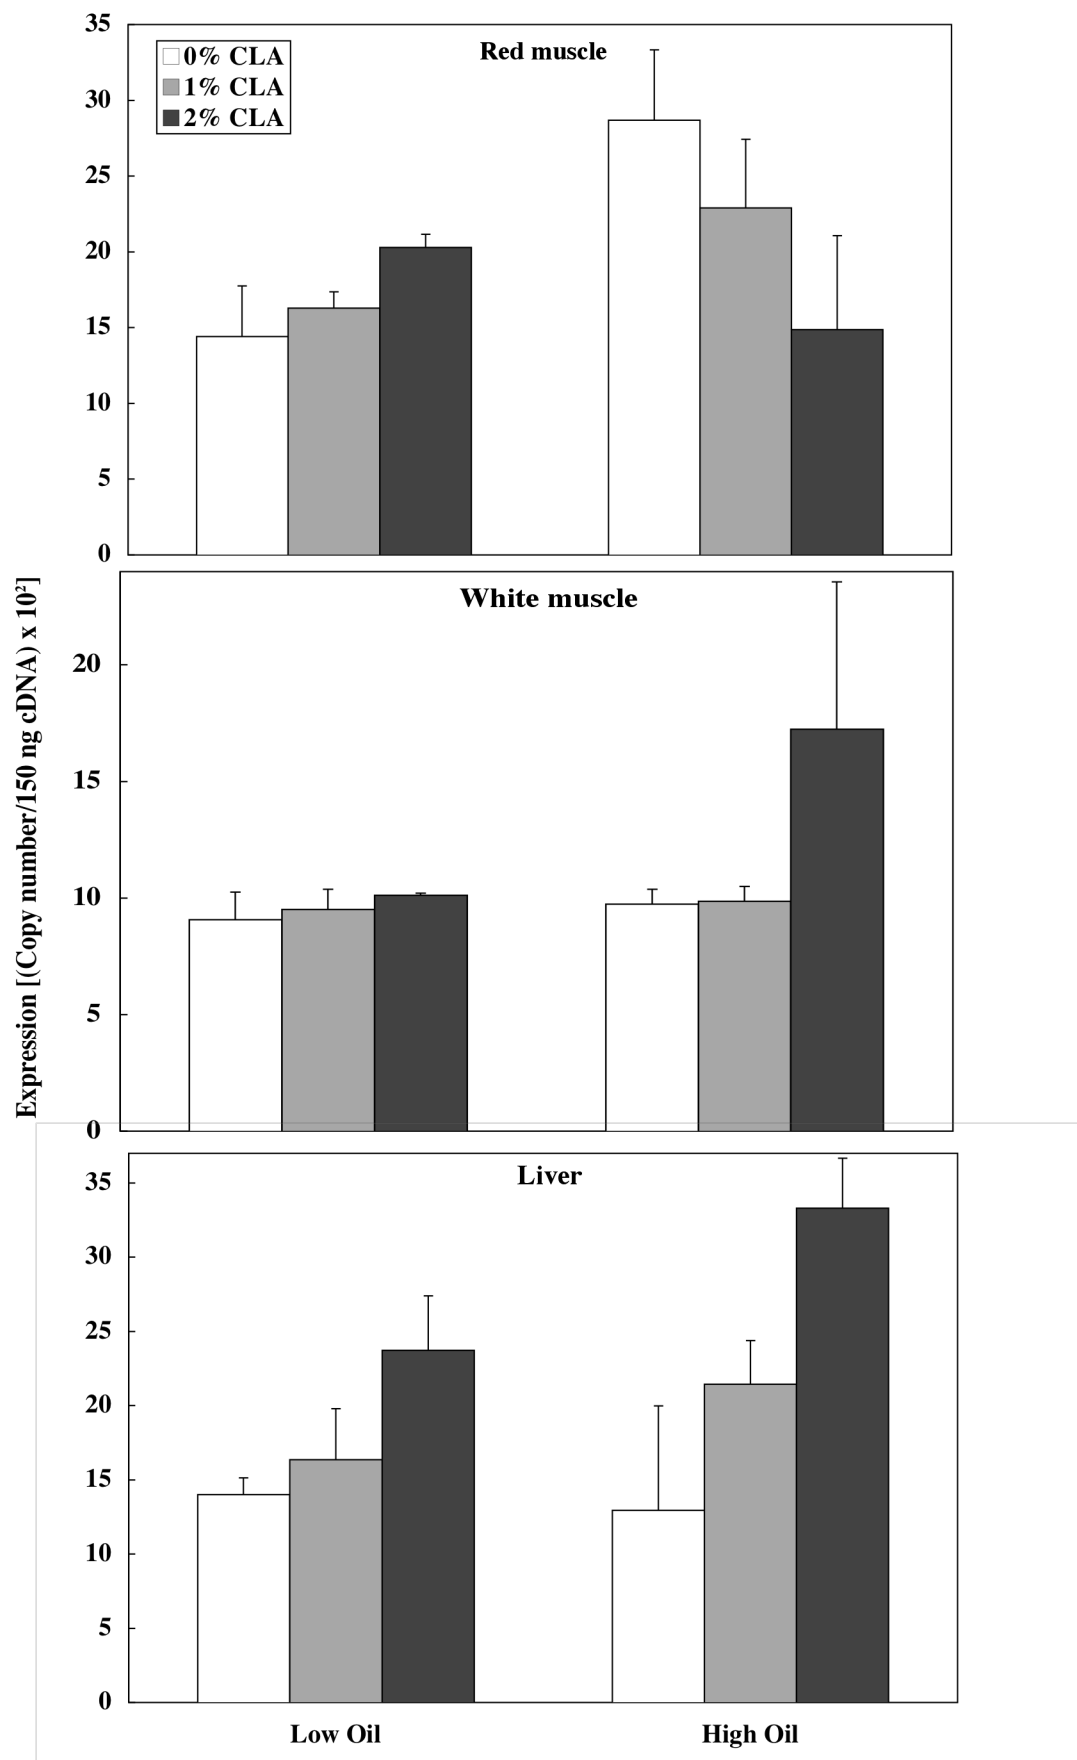 Red muscle
0% CLA
1% CLA
2% CLA
35
30
25
20
15
10
5
0
Expression [(Copy number/150 ng cDNA) x 10²]
White muscle
20
15
10
5
0
Liver
35
30
25
20
15
10
5
0
Low Oil High Oil